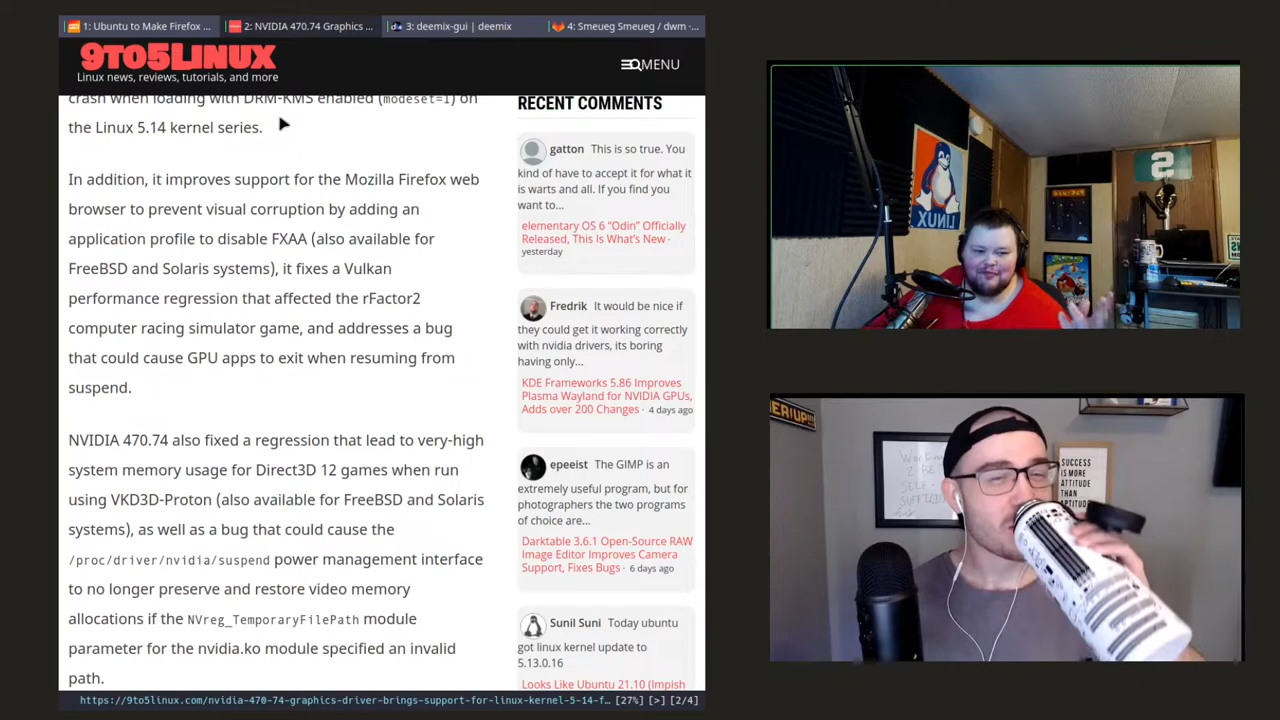 1: Ubuntu to Make Firefox ...
2: NVIDIA 470.74 Graphics ...
3: deemix-gui | deemix
4: Smeueg Smeueg / dwm · ...
9TO5LINUX
Linux news, reviews, tutorials, and more
MENU
crash when loading with DRM-KMS enabled (modeset=1) on
the Linux 5.14 kernel series.
In addition, it improves support for the Mozilla Firefox web
browser to prevent visual corruption by adding an
application profile to disable FXAA (also available for
FreeBSD and Solaris systems), it fixes a Vulkan
performance regression that affected the rFactor2
computer racing simulator game, and addresses a bug
that could cause GPU apps to exit when resuming from
suspend.
NVIDIA 470.74 also fixed a regression that lead to very-high
system memory usage for Direct3D 12 games when run
using VKD3D-Proton (also available for FreeBSD and Solaris
systems), as well as a bug that could cause the
/proc/driver/nvidia/suspend power management interface
to no longer preserve and restore video memory
allocations if the NVreg_TemporaryFilePath module
parameter for the nvidia.ko module specified an invalid
path.
RECENT COMMENTS
gatton This is so true. You
kind of have to accept it for what it
is warts and all. If you find you
want to...
elementary OS 6 “Odin” Officially
Released, This Is What’s New ·
yesterday
Fredrik It would be nice if
they could get it working correctly
with nvidia drivers, its boring
having only...
KDE Frameworks 5.86 Improves
Plasma Wayland for NVIDIA GPUs,
Adds over 200 Changes · 4 days ago
epeeist The GIMP is an
extremely useful program, but for
photographers the two programs
of choice are...
Darktable 3.6.1 Open-Source RAW
Image Editor Improves Camera
Support, Fixes Bugs · 6 days ago
Sunil Suni Today ubuntu
got linux kernel update to
5.13.0.16
Looks Like Ubuntu 21.10 (Impish
https://9to5linux.com/nvidia-470-74-graphics-driver-brings-support-for-linux-kernel-5-14-f… [27%] [>] [2/4]
LINUX
S
SUCCESS
IS MORE
ATTITUDE
THAN
APTITUDE